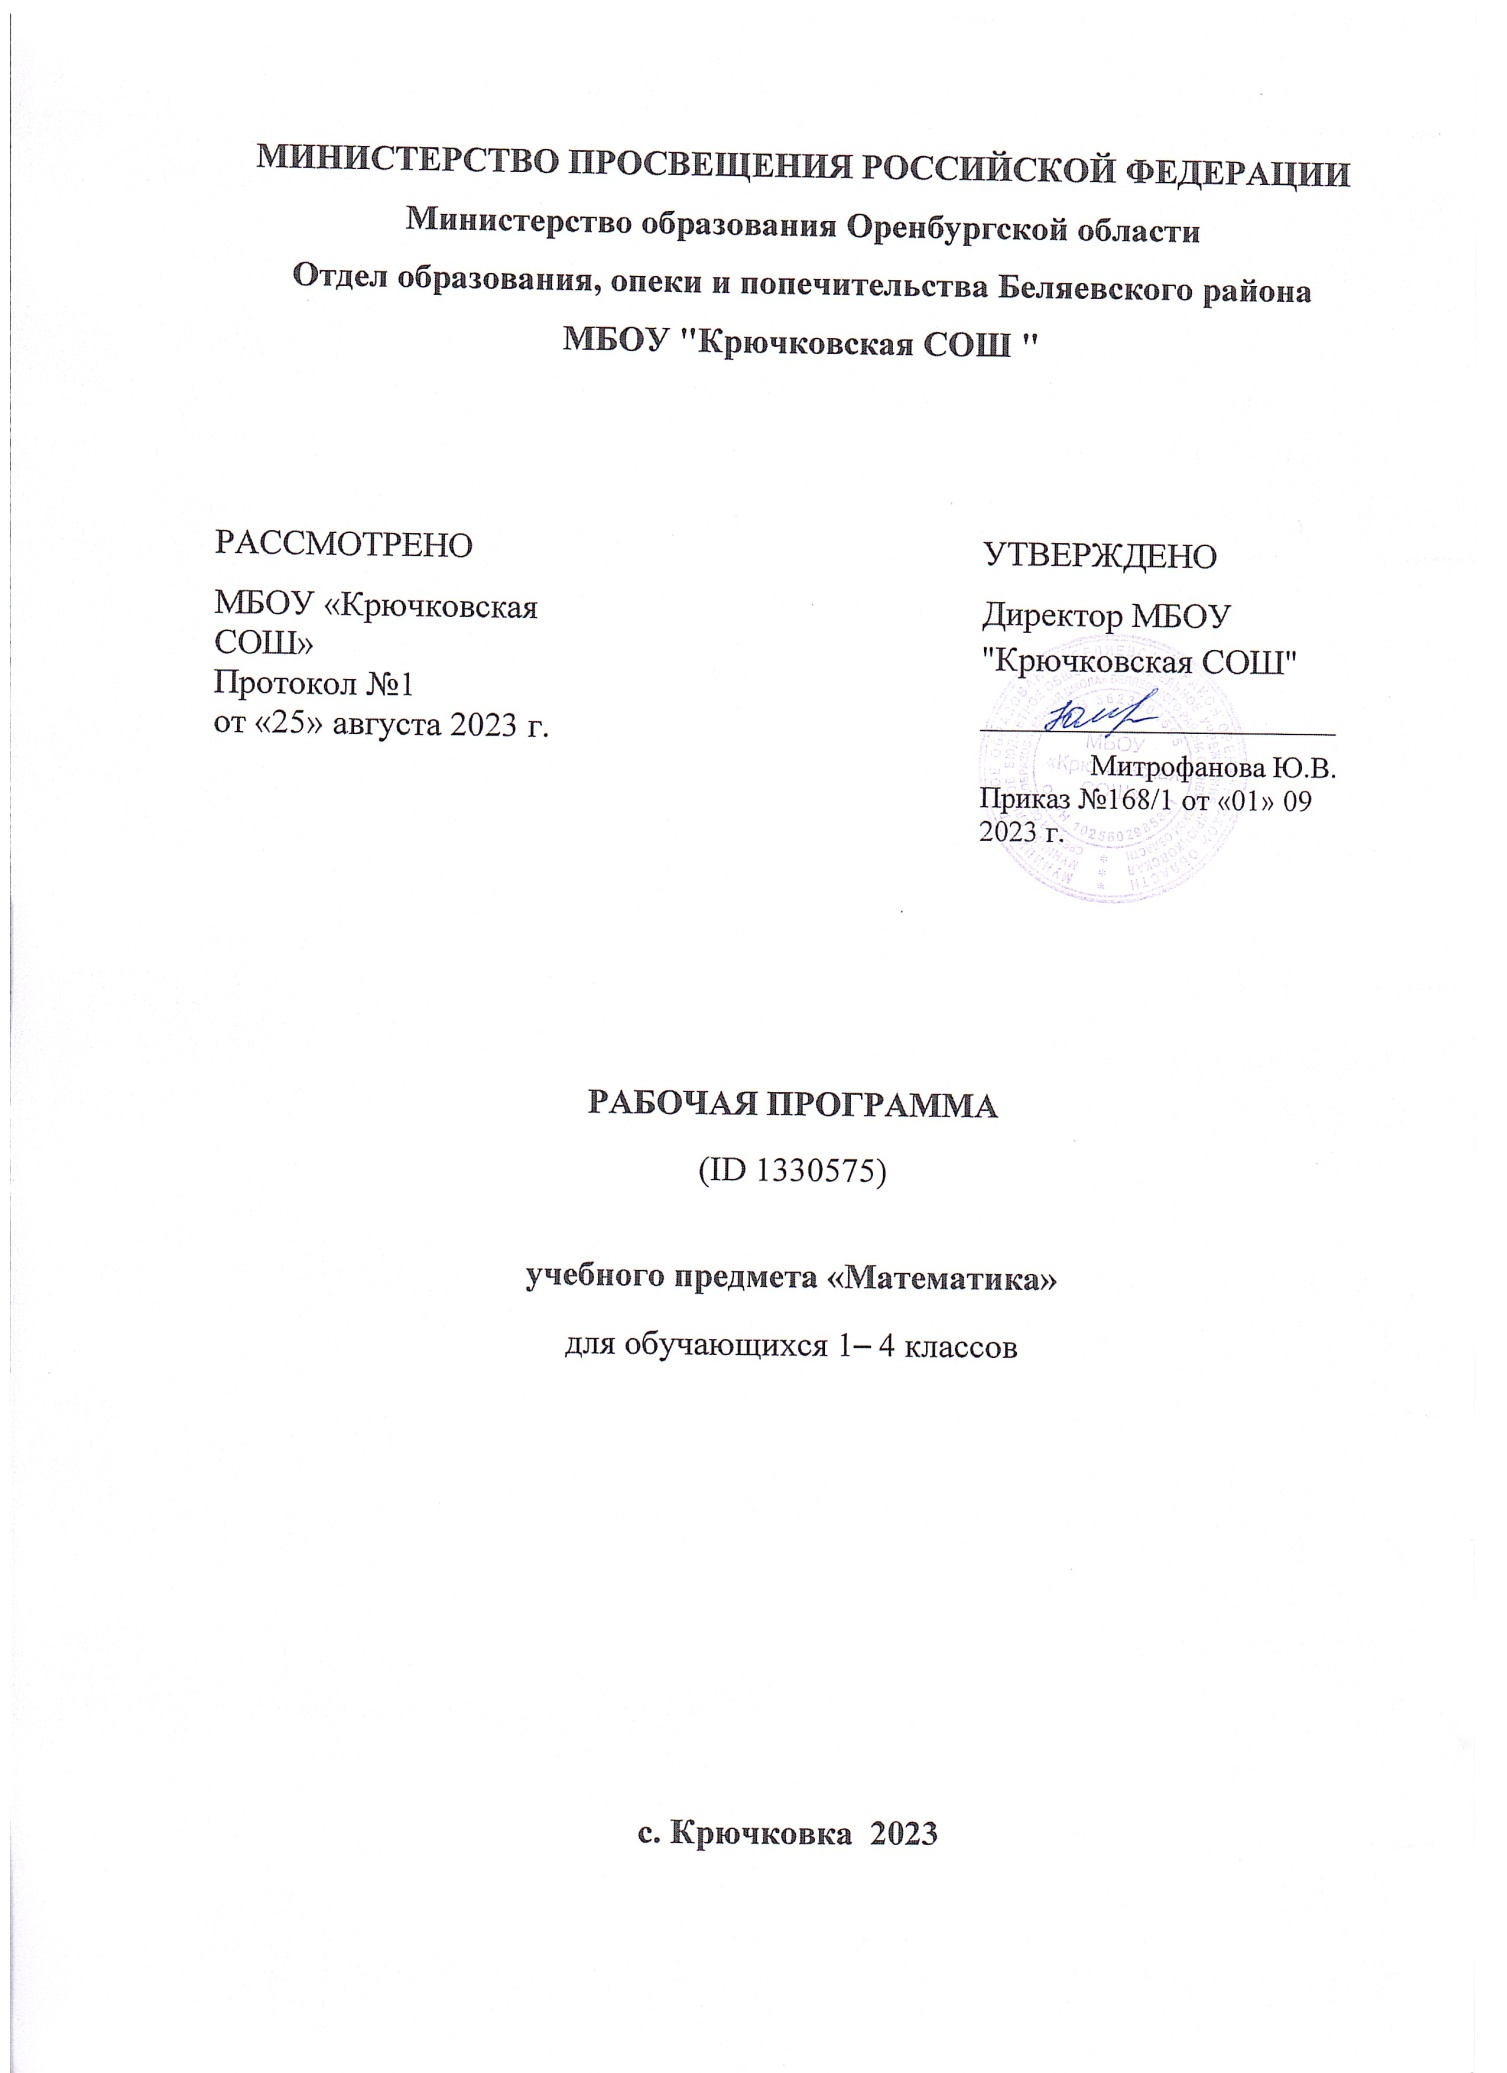 МИНИСТЕРСТВО ПРОСВЕЩЕНИЯ РОССИЙСКОЙ ФЕДЕРАЦИИ
Министерство образования Оренбургской области
Отдел образования, опеки и попечительства Беляевского района
МБОУ "Крючковская СОШ "
РАССМОТРЕНО
МБОУ «Крючковская
СОШ»
Протокол №1
от «25» августа 2023 г.
УТВЕРЖДЕНО
Директор МБОУ
"Крючковская СОШ"
МБОУ
Митрофанова Ю.В.
Приказ №168/1 от «01» 09
2023 г.
РАБОЧАЯ ПРОГРАММА
(ID 1330575)
учебного предмета «Математика»
для обучающихся 1– 4 классов
с. Крючковка  2023